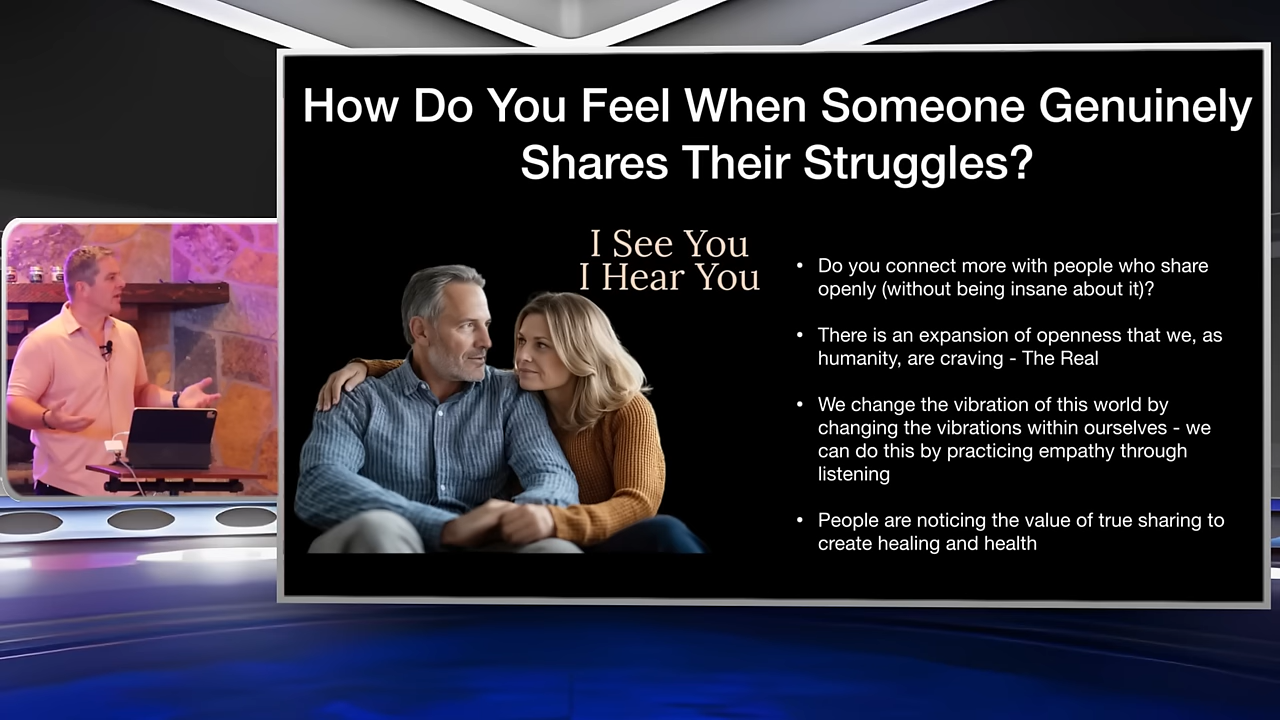 How Do You Feel When Someone Genuinely
Shares Their Struggles?
I See You
I Hear You
• Do you connect more with people who share
openly (without being insane about it)?
• There is an expansion of openness that we, as
humanity, are craving - The Real
• We change the vibration of this world by
changing the vibrations within ourselves - we
can do this by practicing empathy through
listening
• People are noticing the value of true sharing to
create healing and health